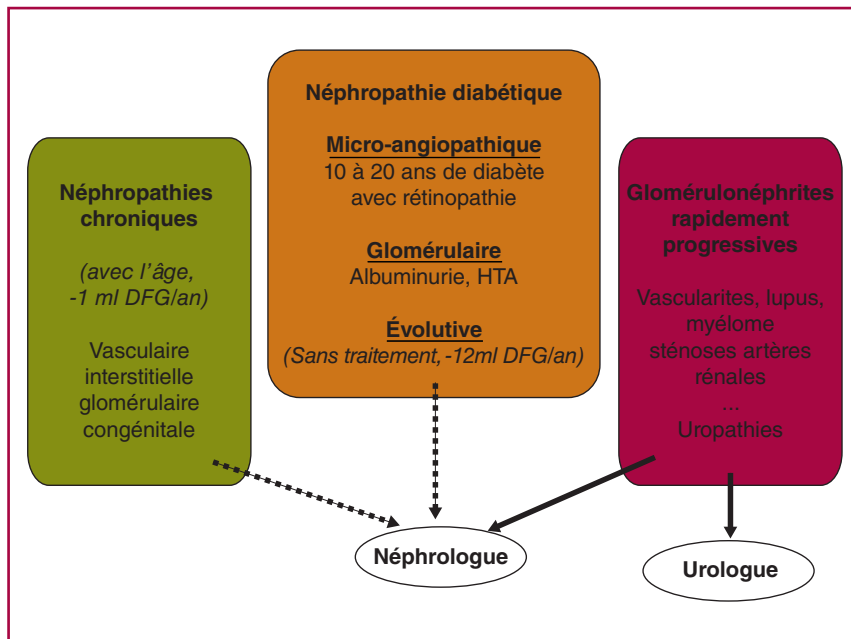 Néphropathies
chroniques
(avec l'âge,
-1 ml DFG/an)
Vasculaire
interstitielle
glomérulaire
congénitale
Néphropathie diabétique
Micro-angiopathique
10 à 20 ans de diabète
avec rétinopathie
Glomérulaire
Albuminurie, HTA
Évolutive
(Sans traitement, -12ml DFG/an)
Glomérulonéphrites
rapidement
progressives
Vascularites, lupus,
myélome
sténoses artères
rénales
...
Uropathies
Néphrologue
Urologue